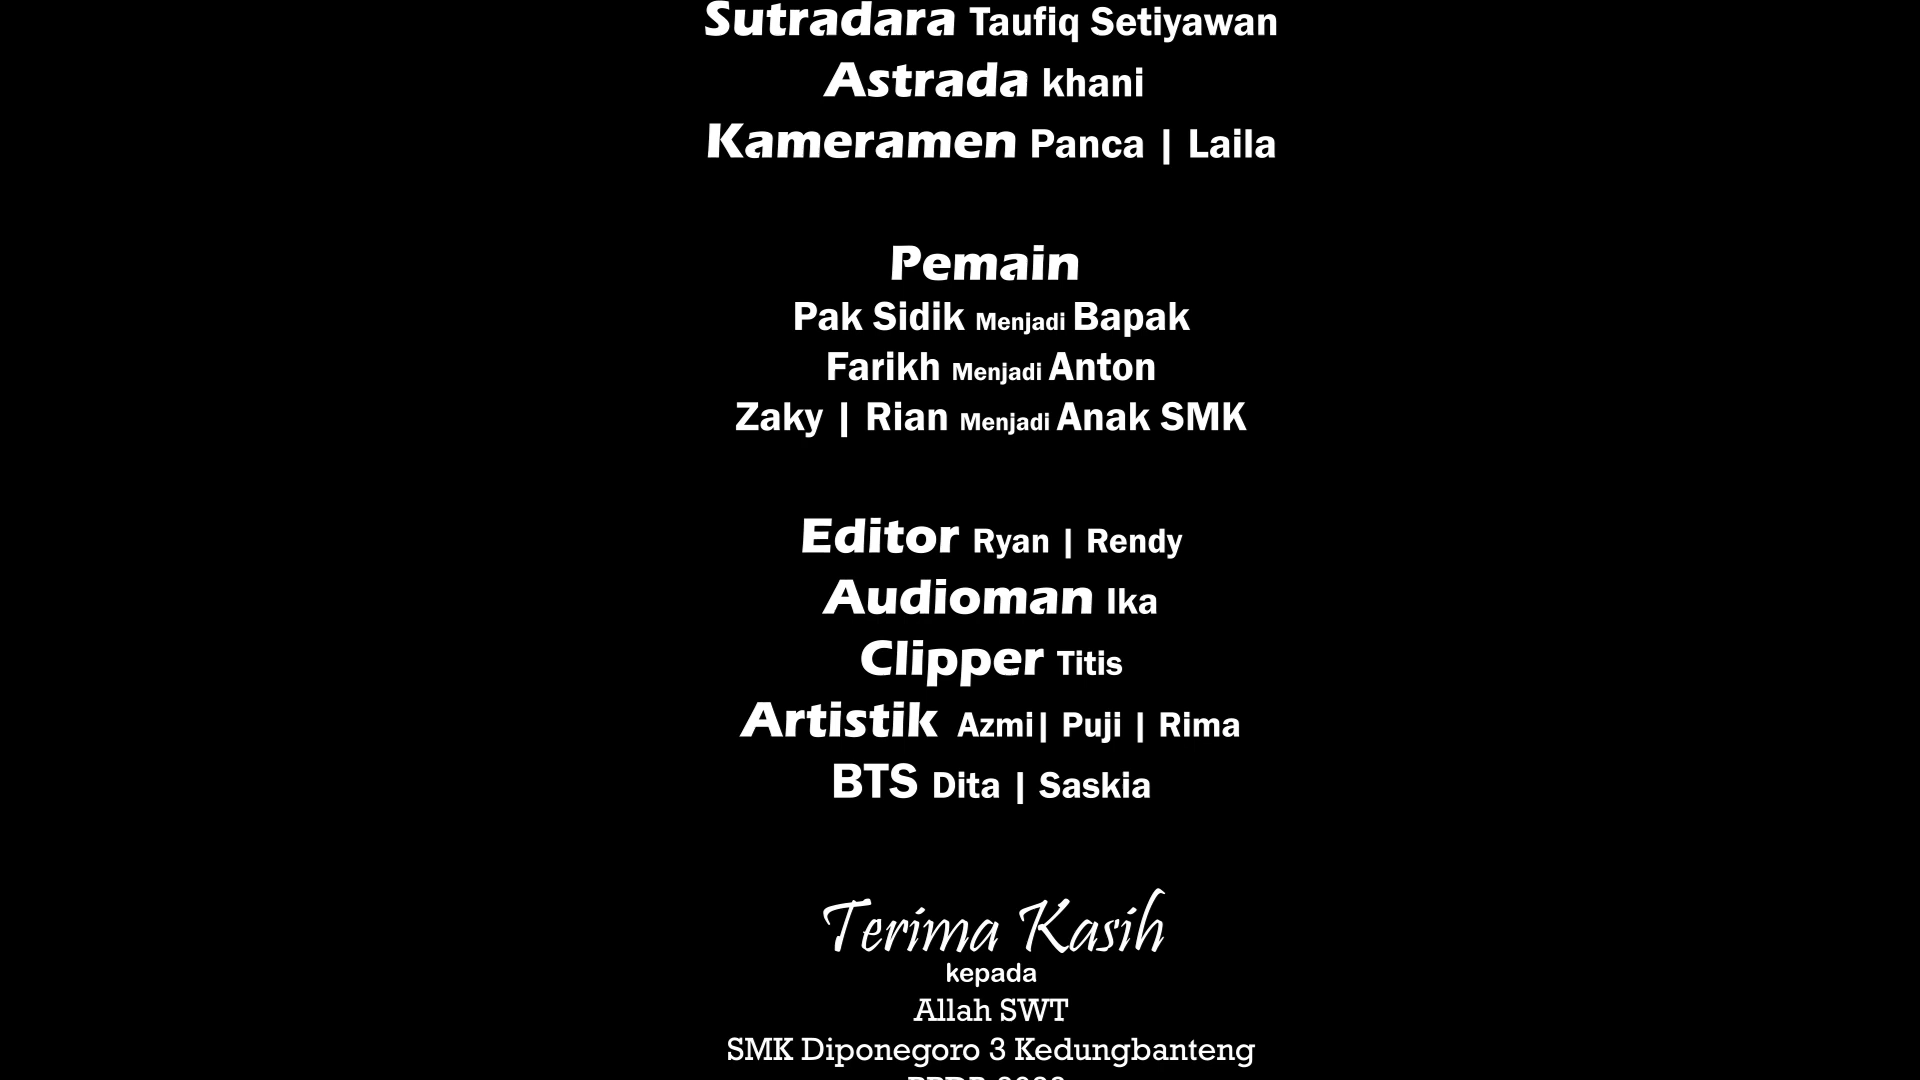 Sutradara Taufiq Setiyawan
Astrada khani
Kameramen Panca | Laila
Pemain
Pak Sidik Menjadi Bapak
Farikh Menjadi Anton
Zaky | Rian Menjadi Anak SMK
Editor Ryan | Rendy
Audioman Ika
Clipper Titis
Artistik Azmi| Puji | Rima
BTS Dita | Saskia
Terima Kasih
kepada
Allah SWT
SMK Diponegoro 3 Kedungbanteng